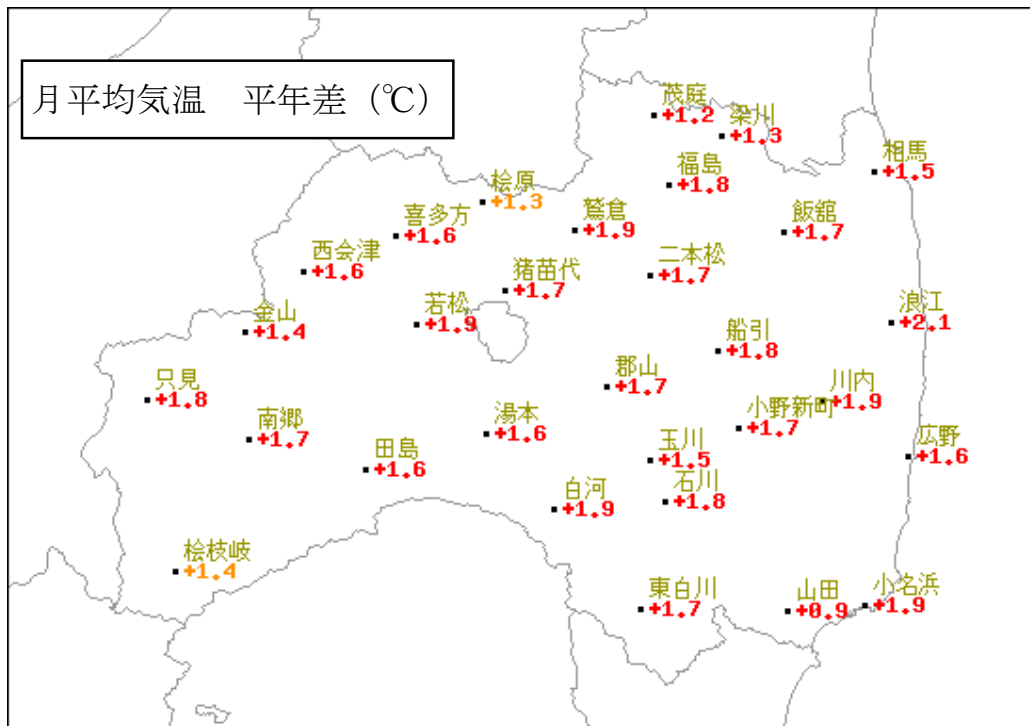 月平均気温　平年差（℃）
茂庭
+1.2
梁川
+1.3
相馬
+1.5
福島
+1.8
桧原
+1.3
鷲倉
+1.9
飯舘
+1.7
喜多方
+1.6
西会津
+1.6
猪苗代
+1.7
二本松
+1.7
金山
+1.4
若松
+1.9
浪江
+2.1
船引
+1.8
只見
+1.8
郡山
+1.7
川内
+1.9
南郷
+1.7
湯本
+1.6
小野新町
+1.7
田島
+1.6
玉川
+1.5
広野
+1.6
白河
+1.9
石川
+1.8
桧枝岐
+1.4
東白川
+1.7
山田
+0.9
小名浜
+1.9